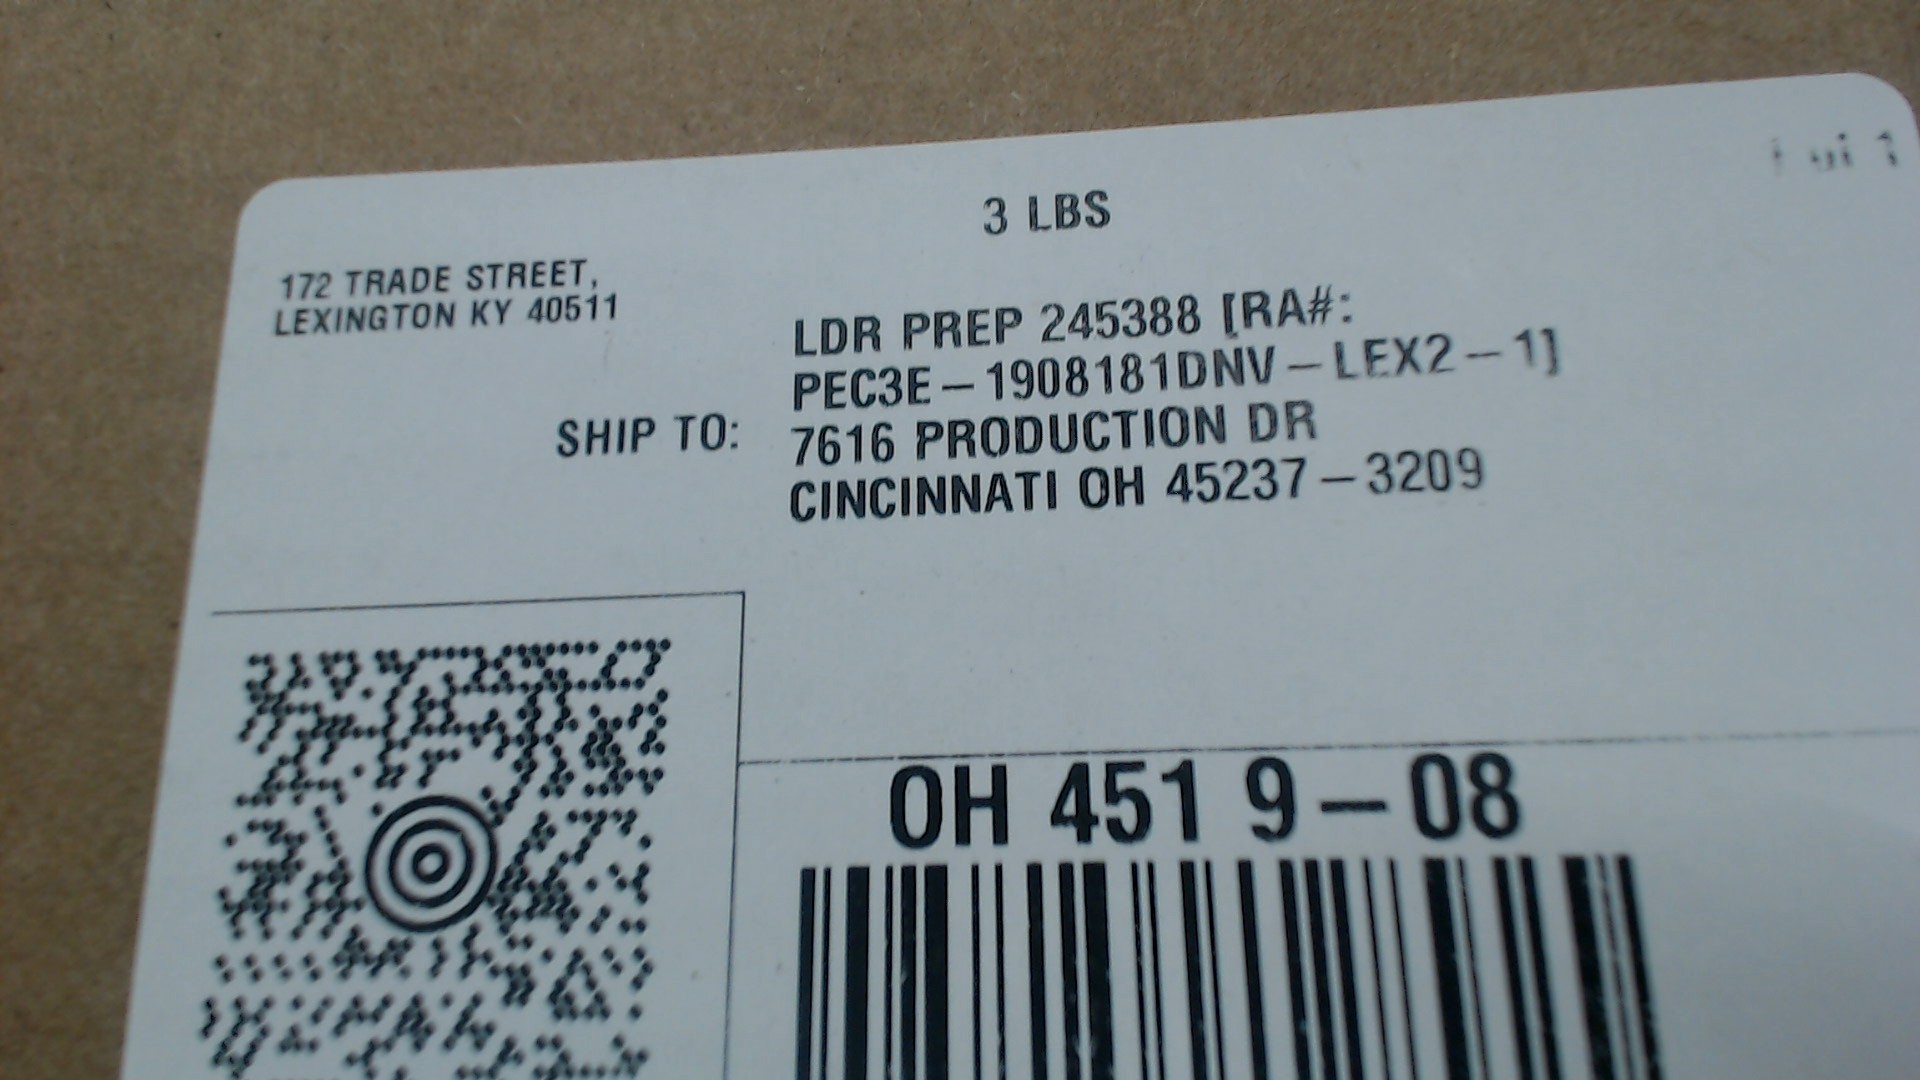 3 LBS
172 TRADE STREET,
LEXINGTON KY 40511
SHIP TO:
LDR PREP 245388 [RA#:
PEC3E-1908181DNV-LEX2-1]
7616 PRODUCTION DR
CINCINNATI OH 45237-3209
OH 451 9-08